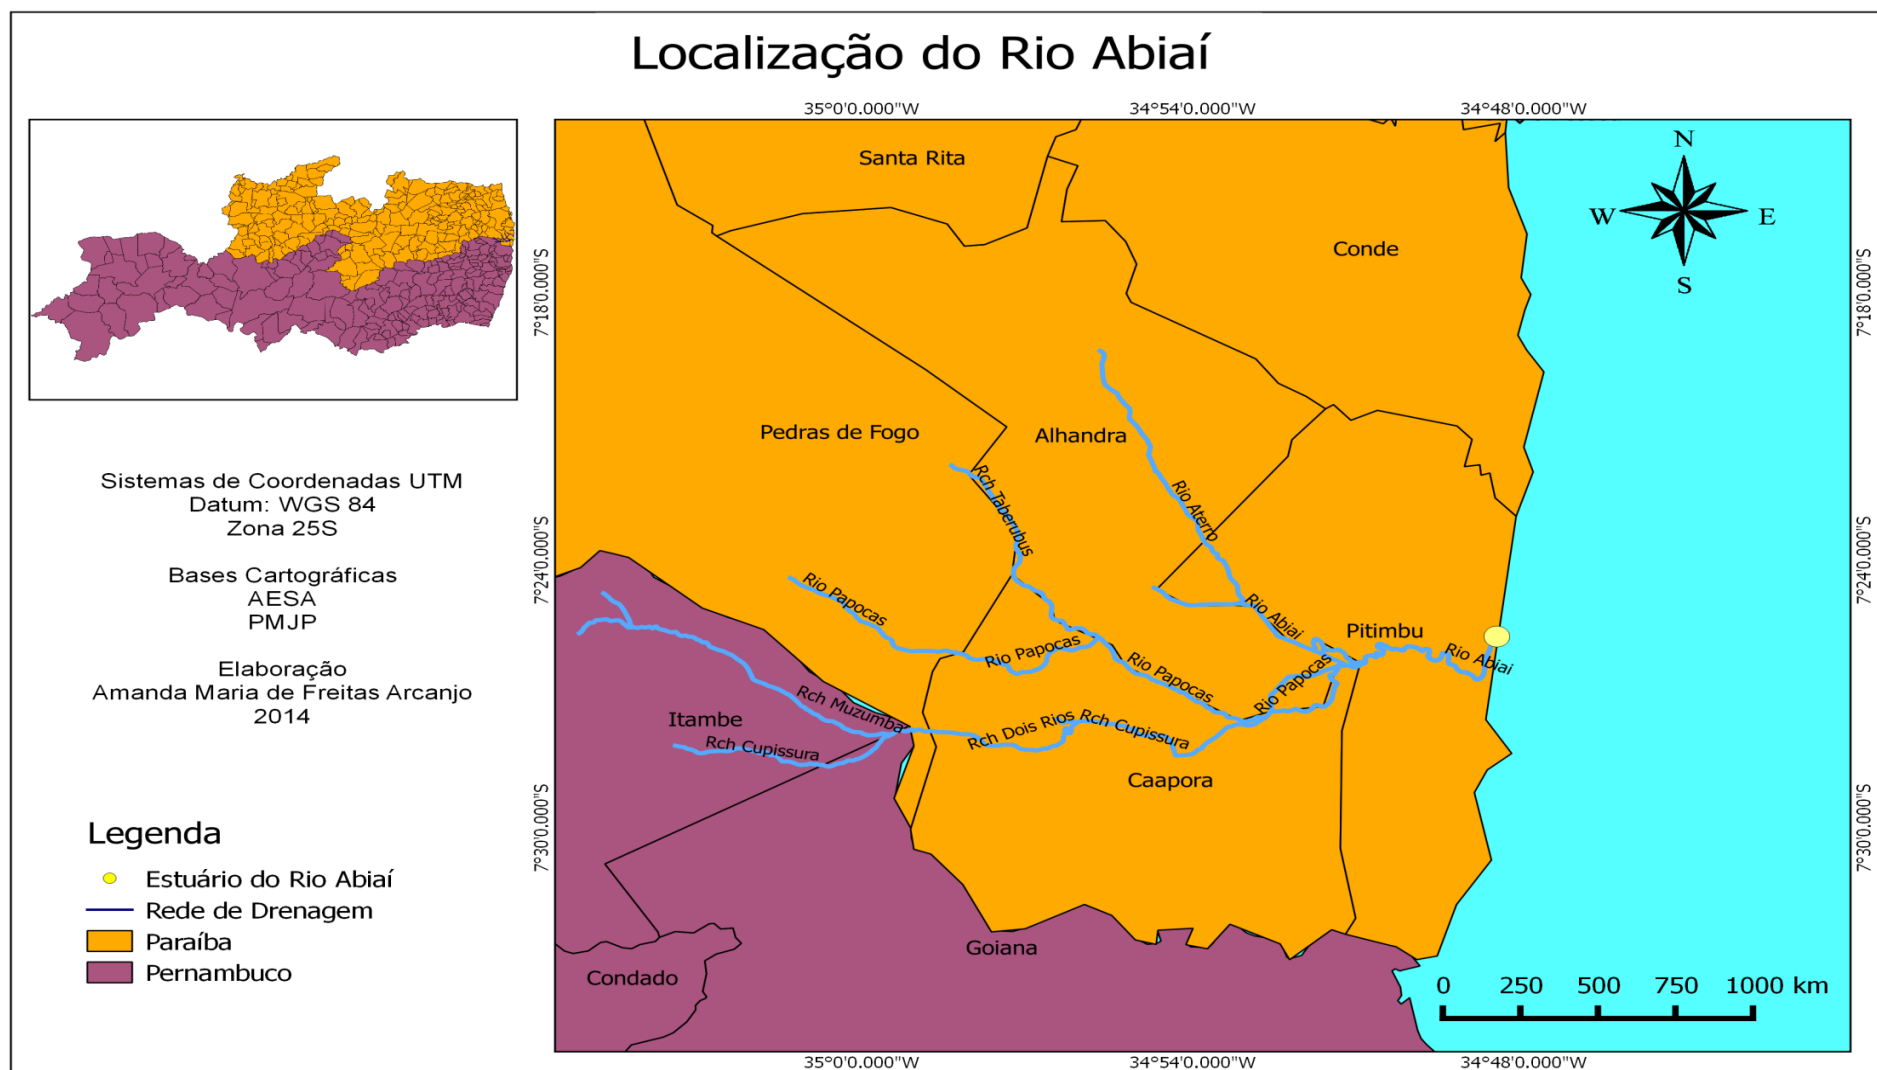 Localização do Rio Abiaí
35°0'0.000"W
34°54'0.000"W
34°48'0.000"W
Santa Rita
N
W
E
S
Conde
7°18'0.000"S
7°18'0.000"S
Pedras de Fogo
Alhandra
Sistemas de Coordenadas UTM
Datum: WGS 84
Zona 25S
Rch Taberubus
Rio Aterro
7°24'0.000"S
7°24'0.000"S
Bases Cartográficas
AESA
PMJP
Rio Papocas
Rio Abiai
Pitimbu
Rio Papocas
Rio Abiai
Rio Papocas
Rio Papocas
Elaboração
Amanda Maria de Freitas Arcanjo
2014
Rch Muzumba
Itambe
Rch Cupissura
Rch Dois Rios
Rch Cupissura
Caapora
7°30'0.000"S
7°30'0.000"S
Legenda
Estuário do Rio Abiaí
Rede de Drenagem
Paraíba
Pernambuco
Goiana
Condado
0 250 500 750 1000 km
35°0'0.000"W
34°54'0.000"W
34°48'0.000"W